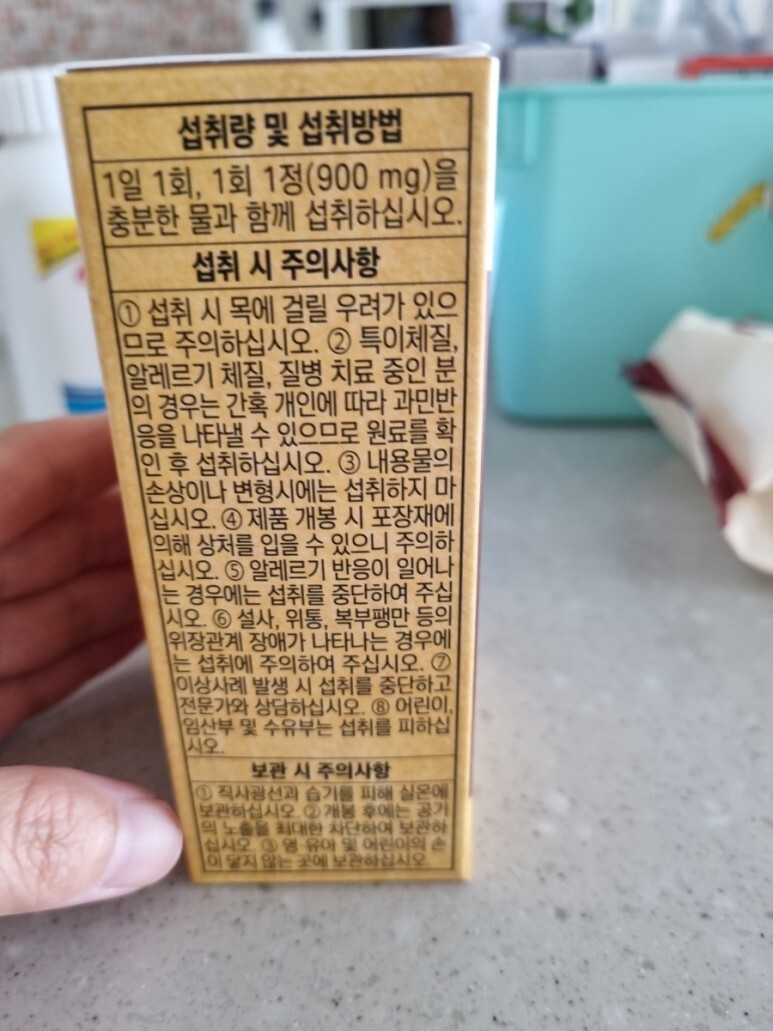 섭취량 및 섭취방법
1일 1회, 1회 1정(900 mg)을
충분한 물과 함께 섭취하십시오.
섭취 시 주의사항
① 섭취 시 목에 걸릴 우려가 있으
므로 주의하십시오. ② 특이체질,
알레르기 체질, 질병 치료 중인 분
의 경우는 간혹 개인에 따라 과민반
응을 나타낼 수 있으므로 원료를 확
인 후 섭취하십시오. ③ 내용물의
손상이나 변형시에는 섭취하지 마
십시오. ④ 제품 개봉 시 포장재에
의해 상처를 입을 수 있으니 주의하
십시오. ⑤ 알레르기 반응이 일어나
는 경우에는 섭취를 중단하여 주십
시오. ⑥ 설사, 위통, 복부팽만 등의
위장관계 장애가 나타나는 경우에
는 섭취에 주의하여 주십시오. ⑦
이상사례 발생 시 섭취를 중단하고
전문가와 상담하십시오. ⑧ 어린이,
임산부 및 수유부는 섭취를 피하십
시오.
보관 시 주의사항
① 직사광선과 습기를 피해 실온에
보관하십시오. ② 개봉 후에는 공기
의 노출을 최대한 차단하여 보관하
십시오. ③ 영·유아 및 어린이의 손
이 닿지 않는 곳에 보관하십시오.